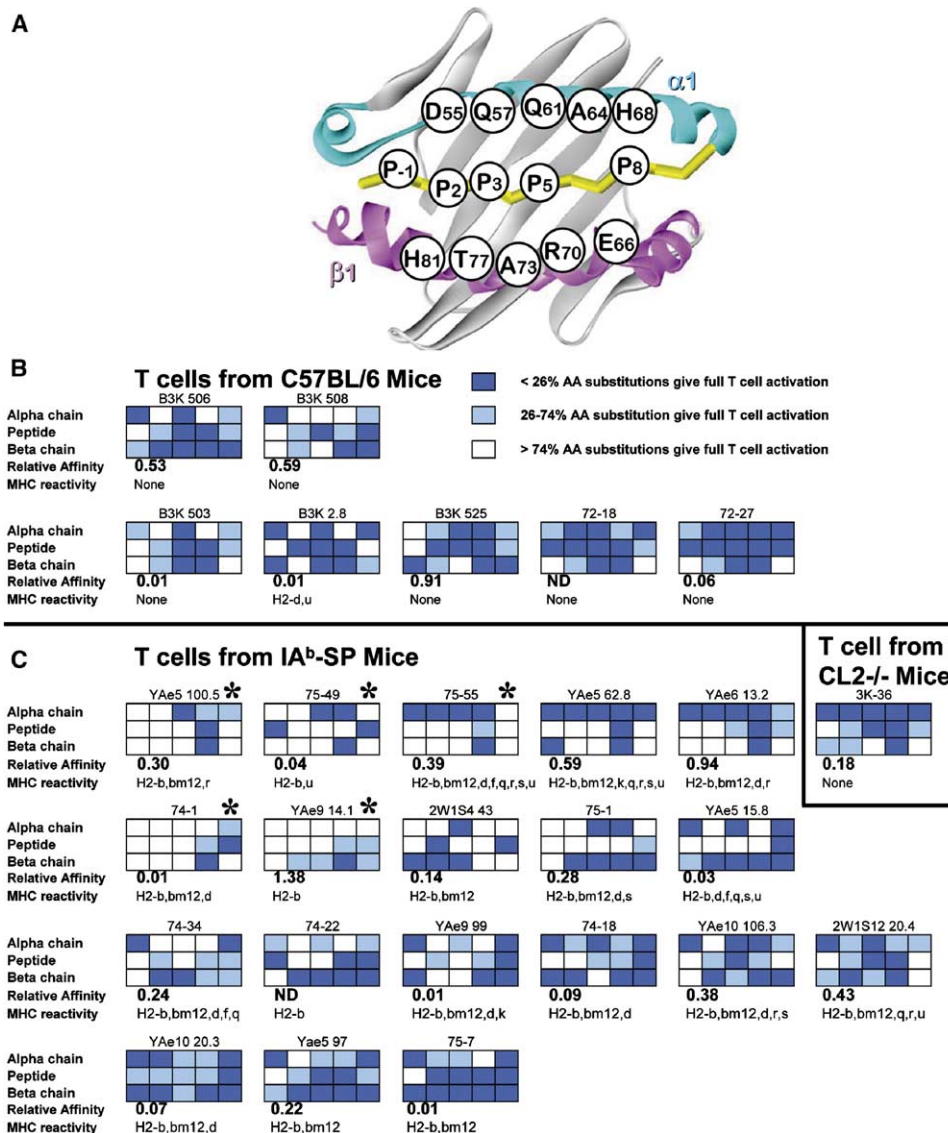 A
α1
D55 Q57 Q61 A64 H68
P-1 P2 P3 P5 P8
H81 T77 A73 R70 E66
β1
B
T cells from C57BL/6 Mice
< 26% AA substitutions give full T cell activation
26-74% AA substitution give full T cell activation
> 74% AA substitutions give full T cell activation
B3K 506 B3K 508
Alpha chain
Peptide
Beta chain
Relative Affinity 0.53 0.59
MHC reactivity None None
B3K 503 B3K 2.8 B3K 525 72-18 72-27
Alpha chain
Peptide
Beta chain
Relative Affinity 0.01 0.01 0.91 ND 0.06
MHC reactivity None H2-d,u None None None
C
T cells from IAb-SP Mice
T cell from
CL2-/- Mice
YAe5 100.5 * 75-49 * 75-55 * YAe5 62.8 YAe6 13.2 3K-36
Alpha chain
Peptide
Beta chain
Relative Affinity 0.30 0.04 0.39 0.59 0.94 0.18
MHC reactivity H2-b,bm12,r H2-b,u H2-b,bm12,d,f,q,r,s,u H2-b,bm12,k,q,r,s,u H2-b,bm12,d,r None
74-1 * YAe9 14.1 * 2W1S4 43 75-1 YAe5 15.8
Alpha chain
Peptide
Beta chain
Relative Affinity 0.01 1.38 0.14 0.28 0.03
MHC reactivity H2-b,bm12,d H2-b H2-b,bm12 H2-b,bm12,d,s H2-b,d,f,q,s,u
74-34 74-22 YAe9 99 74-18 YAe10 106.3 2W1S12 20.4
Alpha chain
Peptide
Beta chain
Relative Affinity 0.24 ND 0.01 0.09 0.38 0.43
MHC reactivity H2-b,bm12,d,f,q H2-b H2-b,bm12,d,k H2-b,bm12,d H2-b,bm12,d,r,s H2-b,bm12,q,r,u
YAe10 20.3 Yae5 97 75-7
Alpha chain
Peptide
Beta chain
Relative Affinity 0.07 0.22 0.01
MHC reactivity H2-b,bm12,d H2-b,bm12 H2-b,bm12